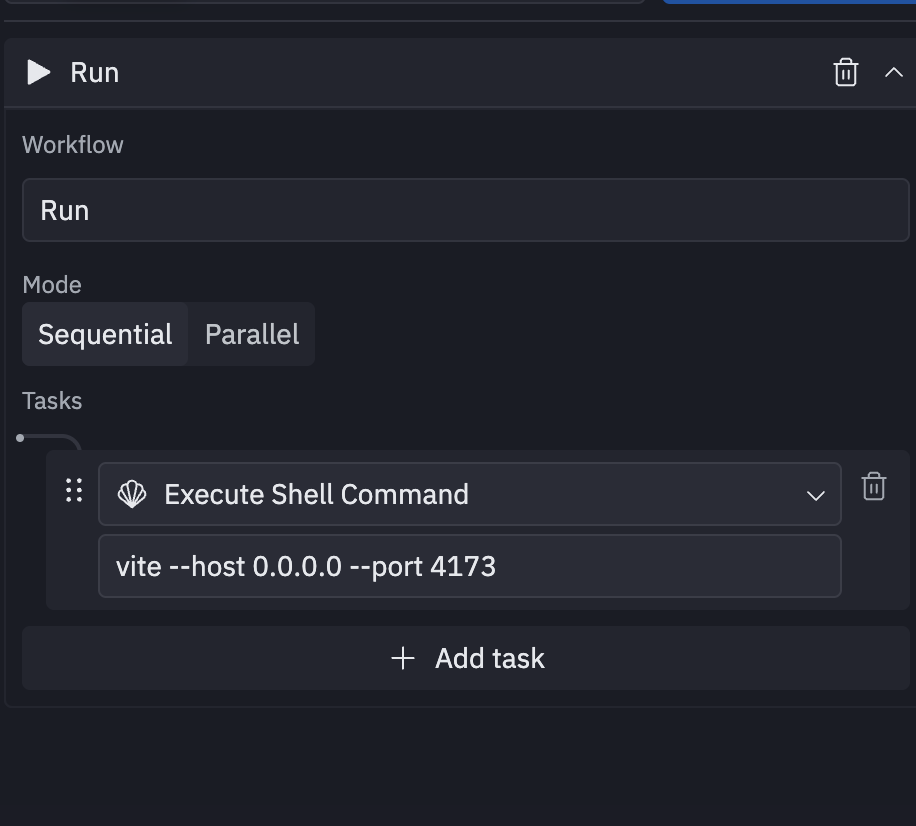 Run
Workflow
Run
Mode
Sequential Parallel
Tasks
Execute Shell Command
vite --host 0.0.0.0 --port 4173
Add task